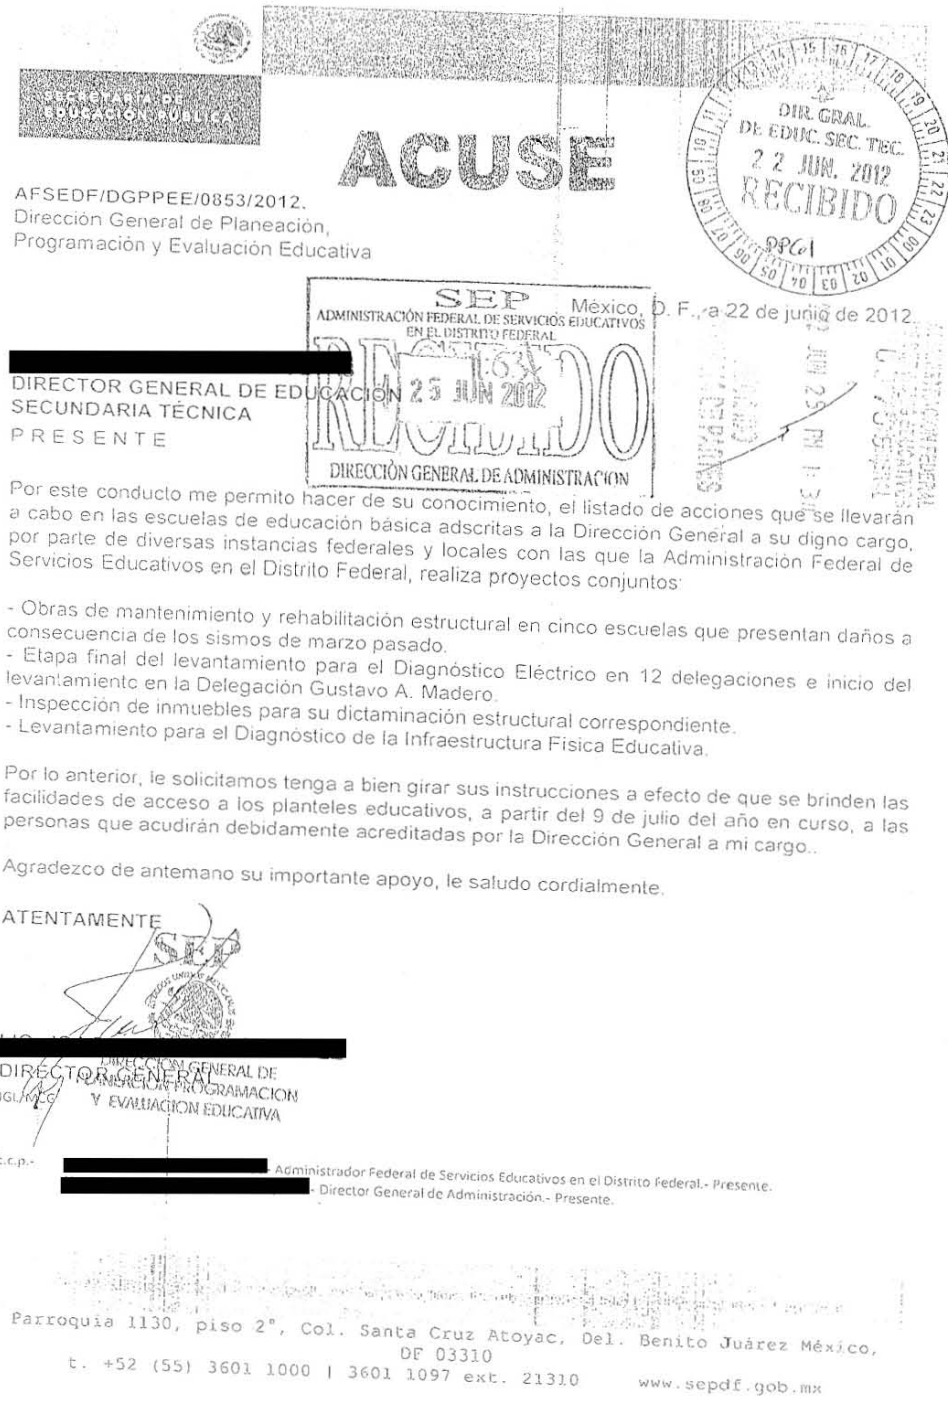 SECRETARÍA DE
EDUCACIÓN PÚBLICA
ACUSE
DIR. GRAL.
DE EDUC. SEC. TEC.
22 JUN. 2012
RECIBIDO
AFSEDF/DGPPEE/0853/2012.
Dirección General de Planeación,
Programación y Evaluación Educativa
SEP
ADMINISTRACIÓN FEDERAL DE SERVICIOS EDUCATIVOS
EN EL DISTRITO FEDERAL
RECIBIDO
25 JUN 2012
DIRECCIÓN GENERAL DE ADMINISTRACION
México, D. F., a 22 de junio de 2012.
DIRECTOR GENERAL DE EDUCACIÓN
SECUNDARIA TÉCNICA
P R E S E N T E
Por este conducto me permito hacer de su conocimiento, el listado de acciones que se llevarán
a cabo en las escuelas de educación básica adscritas a la Dirección General a su digno cargo,
por parte de diversas instancias federales y locales con las que la Administración Federal de
Servicios Educativos en el Distrito Federal, realiza proyectos conjuntos:
- Obras de mantenimiento y rehabilitación estructural en cinco escuelas que presentan daños a
consecuencia de los sismos de marzo pasado.
- Etapa final del levantamiento para el Diagnóstico Eléctrico en 12 delegaciones e inicio del
levantamiento en la Delegación Gustavo A. Madero.
- Inspección de inmuebles para su dictaminación estructural correspondiente.
- Levantamiento para el Diagnóstico de la Infraestructura Física Educativa.
Por lo anterior, le solicitamos tenga a bien girar sus instrucciones a efecto de que se brinden las
facilidades de acceso a los planteles educativos, a partir del 9 de julio del año en curso, a las
personas que acudirán debidamente acreditadas por la Dirección General a mi cargo..
Agradezco de antemano su importante apoyo, le saludo cordialmente.
ATENTAMENTE
SEP
ESTADOS UNIDOS MEXICANOS
DIRECCIÓN GENERAL DE
PLANEACIÓN PROGRAMACION
Y EVALUACION EDUCATIVA
DIRECTOR GENERAL
c.c.p.-
- Administrador Federal de Servicios Educativos en el Distrito Federal.- Presente.
- Director General de Administración.- Presente.
Parroquia 1130, piso 2°, Col. Santa Cruz Atoyac, Del. Benito Juárez México,
DF 03310
t. +52 (55) 3601 1000 | 3601 1097 ext. 21310 www.sepdf.gob.mx